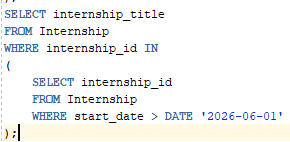 );
SELECT internship_title
FROM Internship
WHERE internship_id IN
(
    SELECT internship_id
    FROM Internship
    WHERE start_date > DATE '2026-06-01'
);